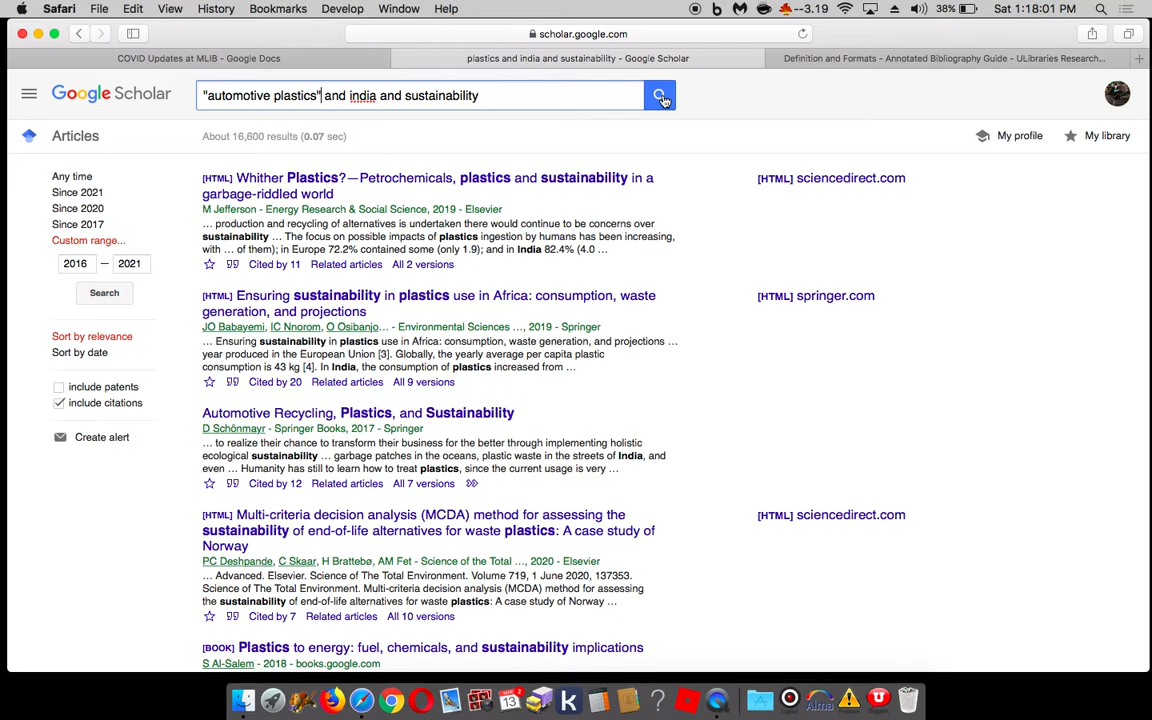 Safari File Edit View History Bookmarks Develop Window Help --3.19 38% Sat 1:18:01 PM
scholar.google.com
COVID Updates at MLIB - Google Docs
plastics and india and sustainability - Google Scholar
Definition and Formats - Annotated Bibliography Guide - ULibraries Research...
Google Scholar
"automotive plastics" and india and sustainability
Articles
About 16,600 results (0.07 sec)
My profile
My library
Any time
Since 2021
Since 2020
Since 2017
Custom range...
2016 — 2021
Search
Sort by relevance
Sort by date
include patents
include citations
Create alert
[HTML] Whither Plastics?—Petrochemicals, plastics and sustainability in a
garbage-riddled world
M Jefferson - Energy Research & Social Science, 2019 - Elsevier
... production and recycling of alternatives is undertaken there would continue to be concerns over
sustainability ... The focus on possible impacts of plastics ingestion by humans has been increasing,
with ... of them); in Europe 72.2% contained some (only 1.9); and in India 82.4% (4.0 ...
Cited by 11 Related articles All 2 versions
[HTML] sciencedirect.com
[HTML] Ensuring sustainability in plastics use in Africa: consumption, waste
generation, and projections
JO Babayemi, IC Nnorom, O Osibanjo... - Environmental Sciences ..., 2019 - Springer
... Ensuring sustainability in plastics use in Africa: consumption, waste generation, and projections ...
year produced in the European Union [3]. Globally, the yearly average per capita plastic
consumption is 43 kg [4]. In India, the consumption of plastics increased from ...
Cited by 20 Related articles All 9 versions
[HTML] springer.com
Automotive Recycling, Plastics, and Sustainability
D Schönmayr - Springer Books, 2017 - Springer
... to realize their chance to transform their business for the better through implementing holistic
ecological sustainability ... garbage patches in the oceans, plastic waste in the streets of India, and
even ... Humanity has still to learn how to treat plastics, since the current usage is very ...
Cited by 12 Related articles All 7 versions
[HTML] Multi-criteria decision analysis (MCDA) method for assessing the
sustainability of end-of-life alternatives for waste plastics: A case study of
Norway
PC Deshpande, C Skaar, H Brattebø, AM Fet - Science of the Total ..., 2020 - Elsevier
... Advanced. Elsevier. Science of The Total Environment. Volume 719, 1 June 2020, 137353.
Science of The Total Environment. Multi-criteria decision analysis (MCDA) method for assessing
the sustainability of end-of-life alternatives for waste plastics: A case study of Norway ...
Cited by 7 Related articles All 10 versions
[HTML] sciencedirect.com
[BOOK] Plastics to energy: fuel, chemicals, and sustainability implications
S Al-Salem - 2018 - books.google.com